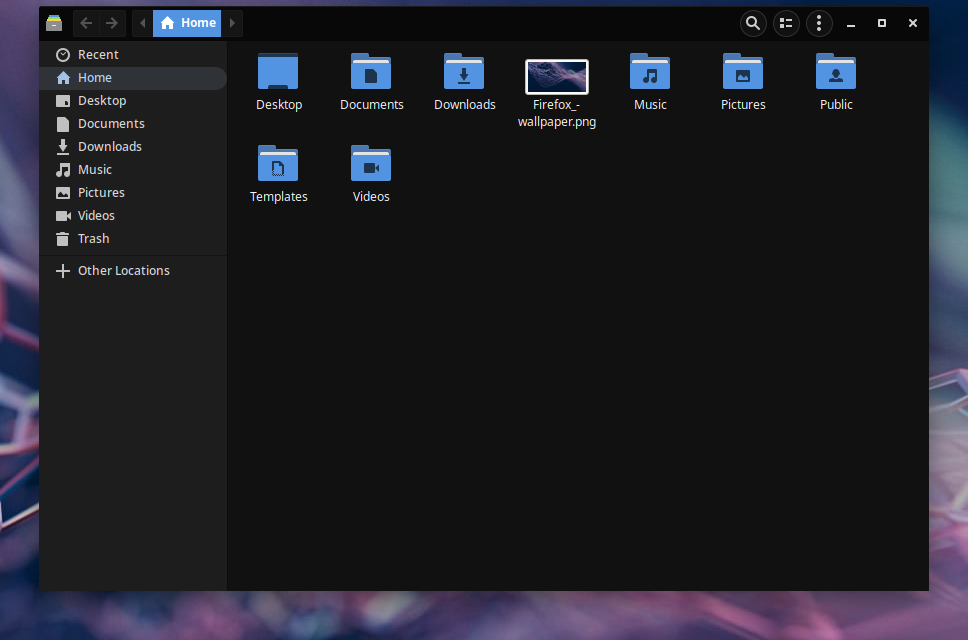 Home
Recent
Home
Desktop
Documents
Downloads
Music
Pictures
Videos
Trash
Other Locations
Desktop
Documents
Downloads
Firefox_-
wallpaper.png
Music
Pictures
Public
Templates
Videos